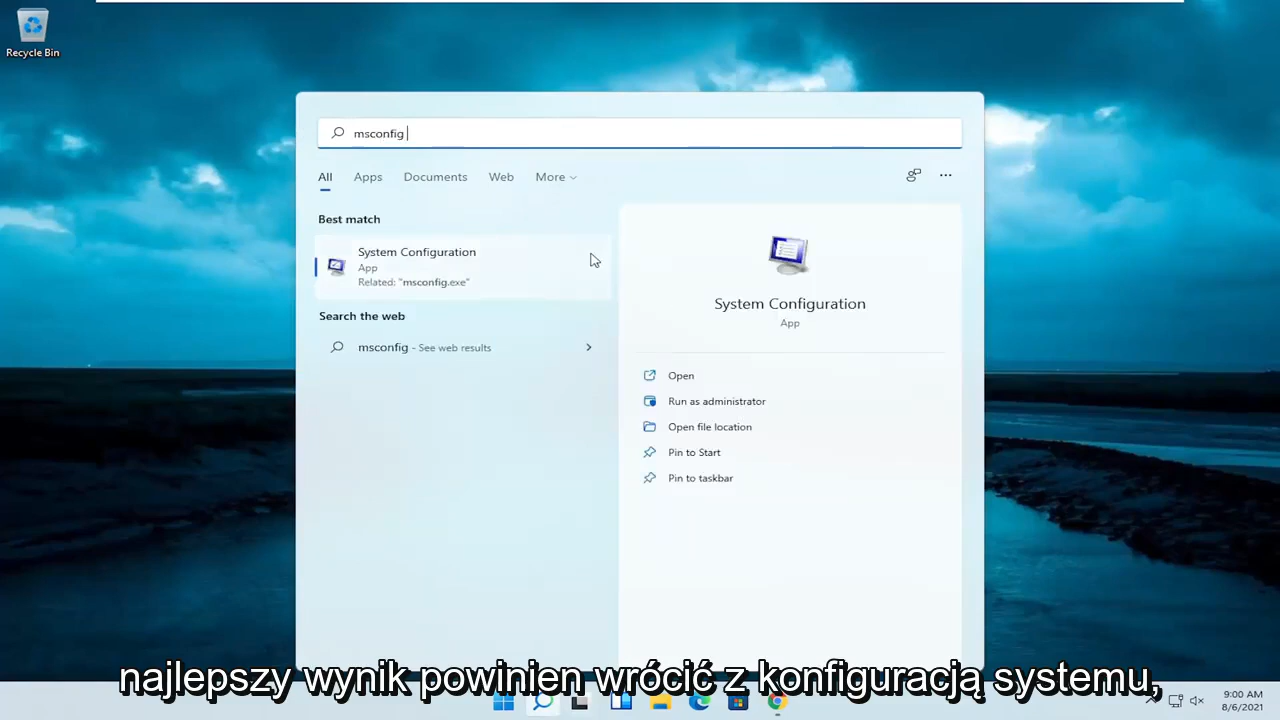 Recycle Bin
msconfig
All Apps Documents Web More
Best match
System Configuration
App
Related: "msconfig.exe"
Search the web
msconfig - See web results
System Configuration
App
Open
Run as administrator
Open file location
Pin to Start
Pin to taskbar
najlepszy wynik powinien wrócić z konfiguracją systemu,
9:00 AM
8/6/2021